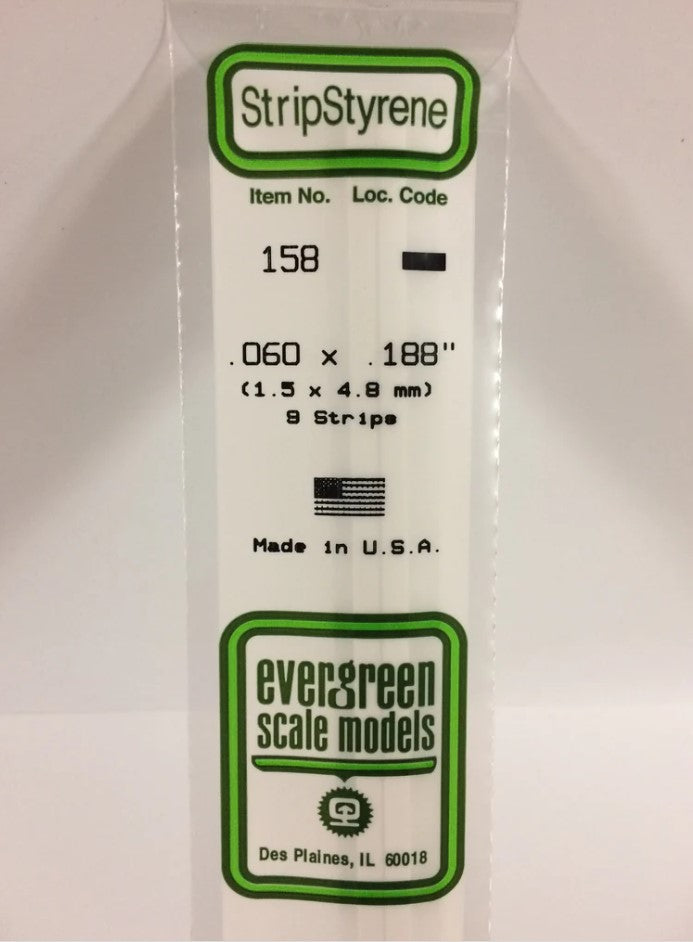 StripStyrene
Item No. Loc. Code
158
.060 x .188"
(1.5 x 4.8 mm)
9 Strips
Made in U.S.A.
evergreen
scale models
Des Plaines, IL 60018